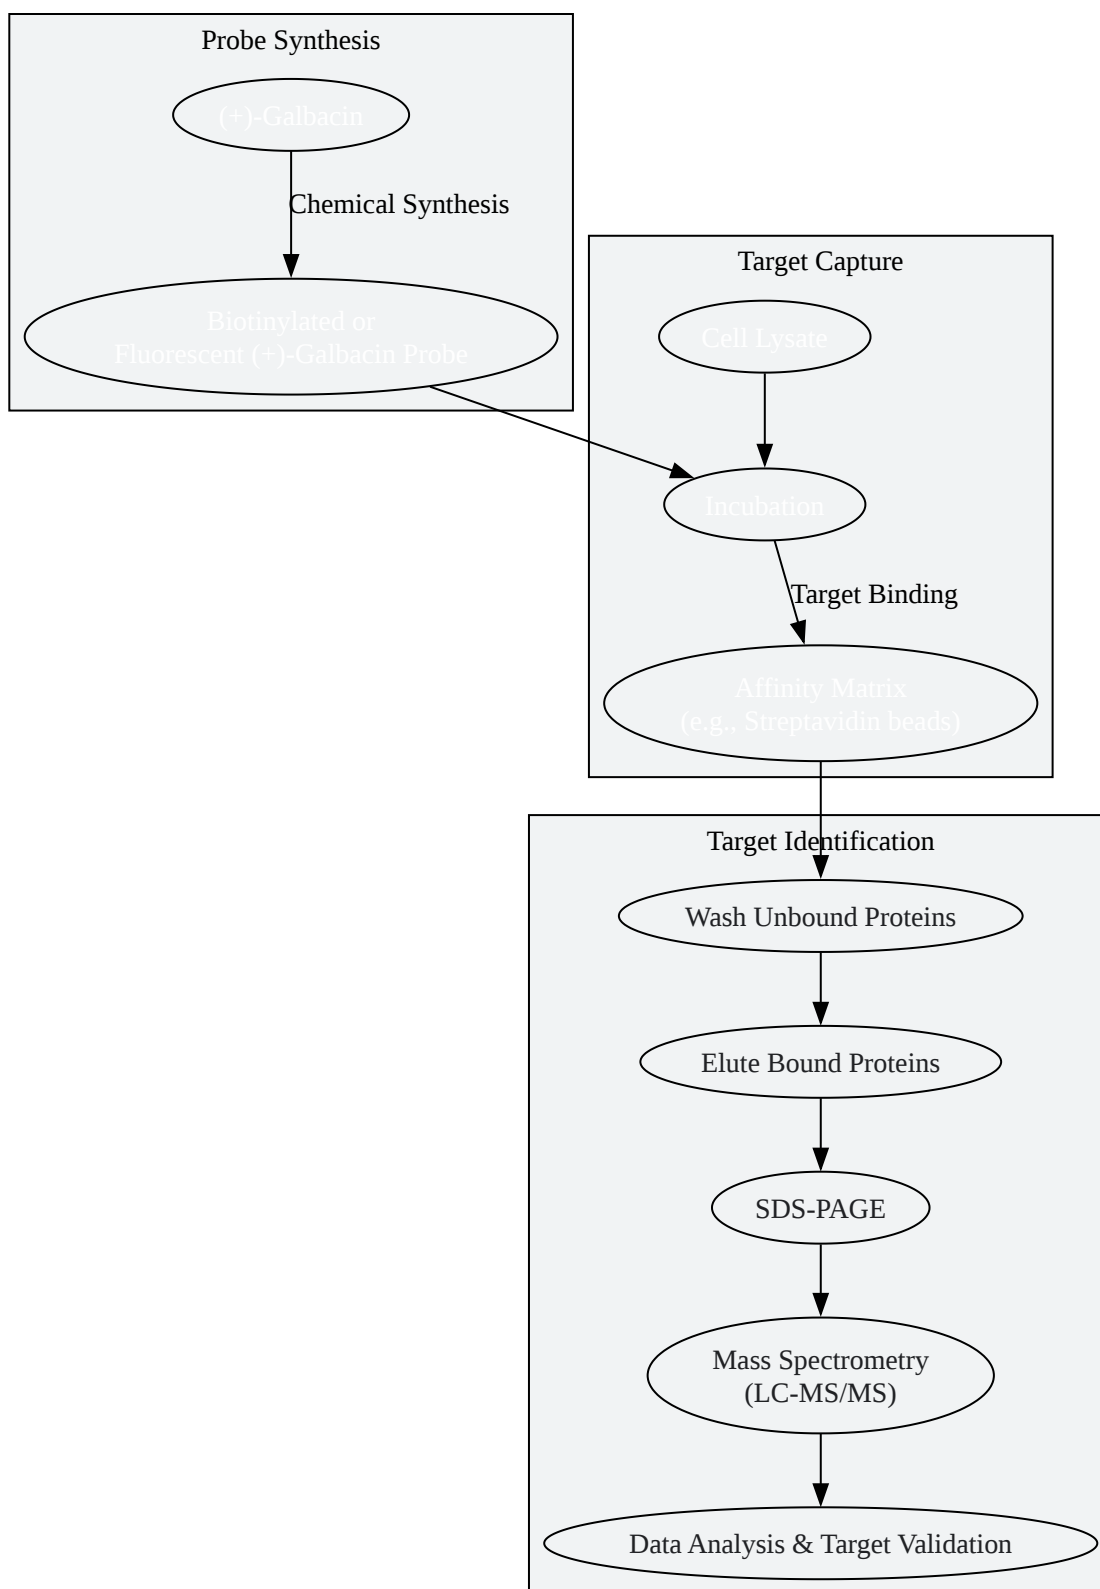 Probe Synthesis
(+)-Galbacin
Chemical Synthesis
Biotinylated or
Fluorescent (+)-Galbacin Probe
Target Capture
Cell Lysate
Incubation
Target Binding
Affinity Matrix
(e.g., Streptavidin beads)
Target Identification
Wash Unbound Proteins
Elute Bound Proteins
SDS-PAGE
Mass Spectrometry
(LC-MS/MS)
Data Analysis & Target Validation